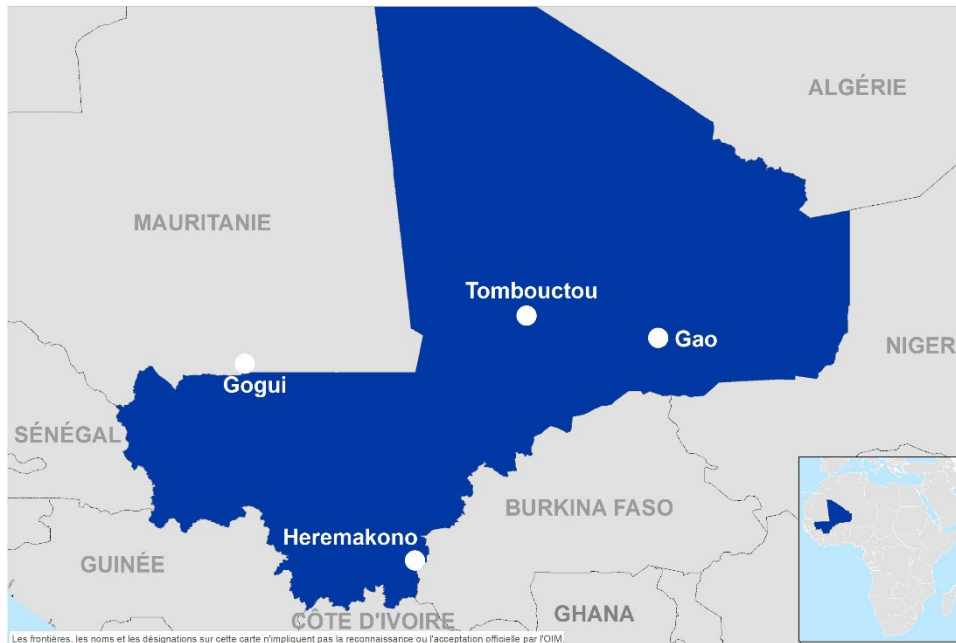 ALGÉRIE
MAURITANIE
Tombouctou
Gao
NIGER
Gogui
SÉNÉGAL
BURKINA FASO
Heremakono
GUINÉE
CÔTE D'IVOIRE
GHANA
Les frontières, les noms et les désignations sur cette carte n'impliquent pas la reconnaissance ou l'acceptation officielle par l'OIM.